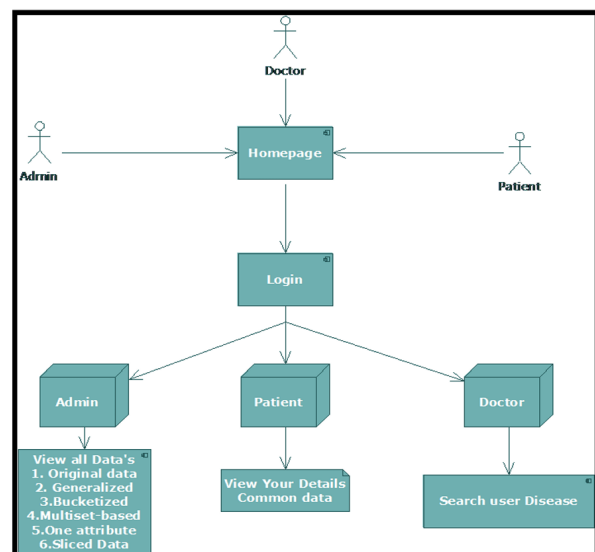 Doctor
Homepage
Admin
Patient
Login
Admin
Patient
Doctor
View all Data's
1. Original data
2. Generalized
3.Bucketized
4.Multiset-based
5.One attribute
6.Sliced Data
View Your Details
Common data
Search user Disease